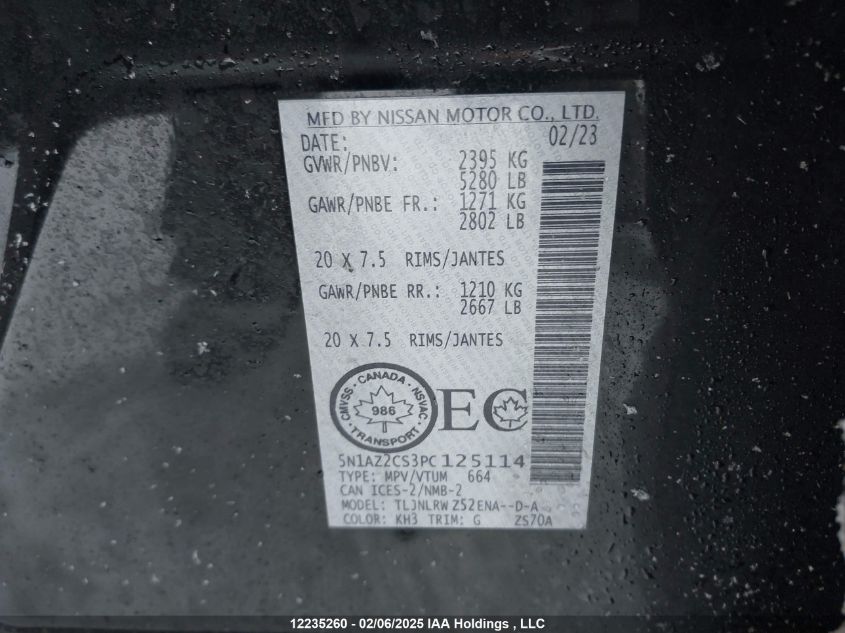 MFD BY NISSAN MOTOR CO., LTD.
DATE: 02/23
GVWR/PNBV: 2395 KG
5280 LB
GAWR/PNBE FR.: 1271 KG
2802 LB
20 X 7.5 RIMS/JANTES
GAWR/PNBE RR.: 1210 KG
2667 LB
20 X 7.5 RIMS/JANTES
CMVSS · CANADA · NSVAC
986
TRANSPORT
EC
5N1AZ2CS3PC125114
TYPE: MPV/VTUM 664
CAN ICES-2/NMB-2
MODEL: TLJNLRW Z52ENA--D-A
COLOR: KH3 TRIM: G ZS70A
12235260 - 02/06/2025 IAA Holdings , LLC